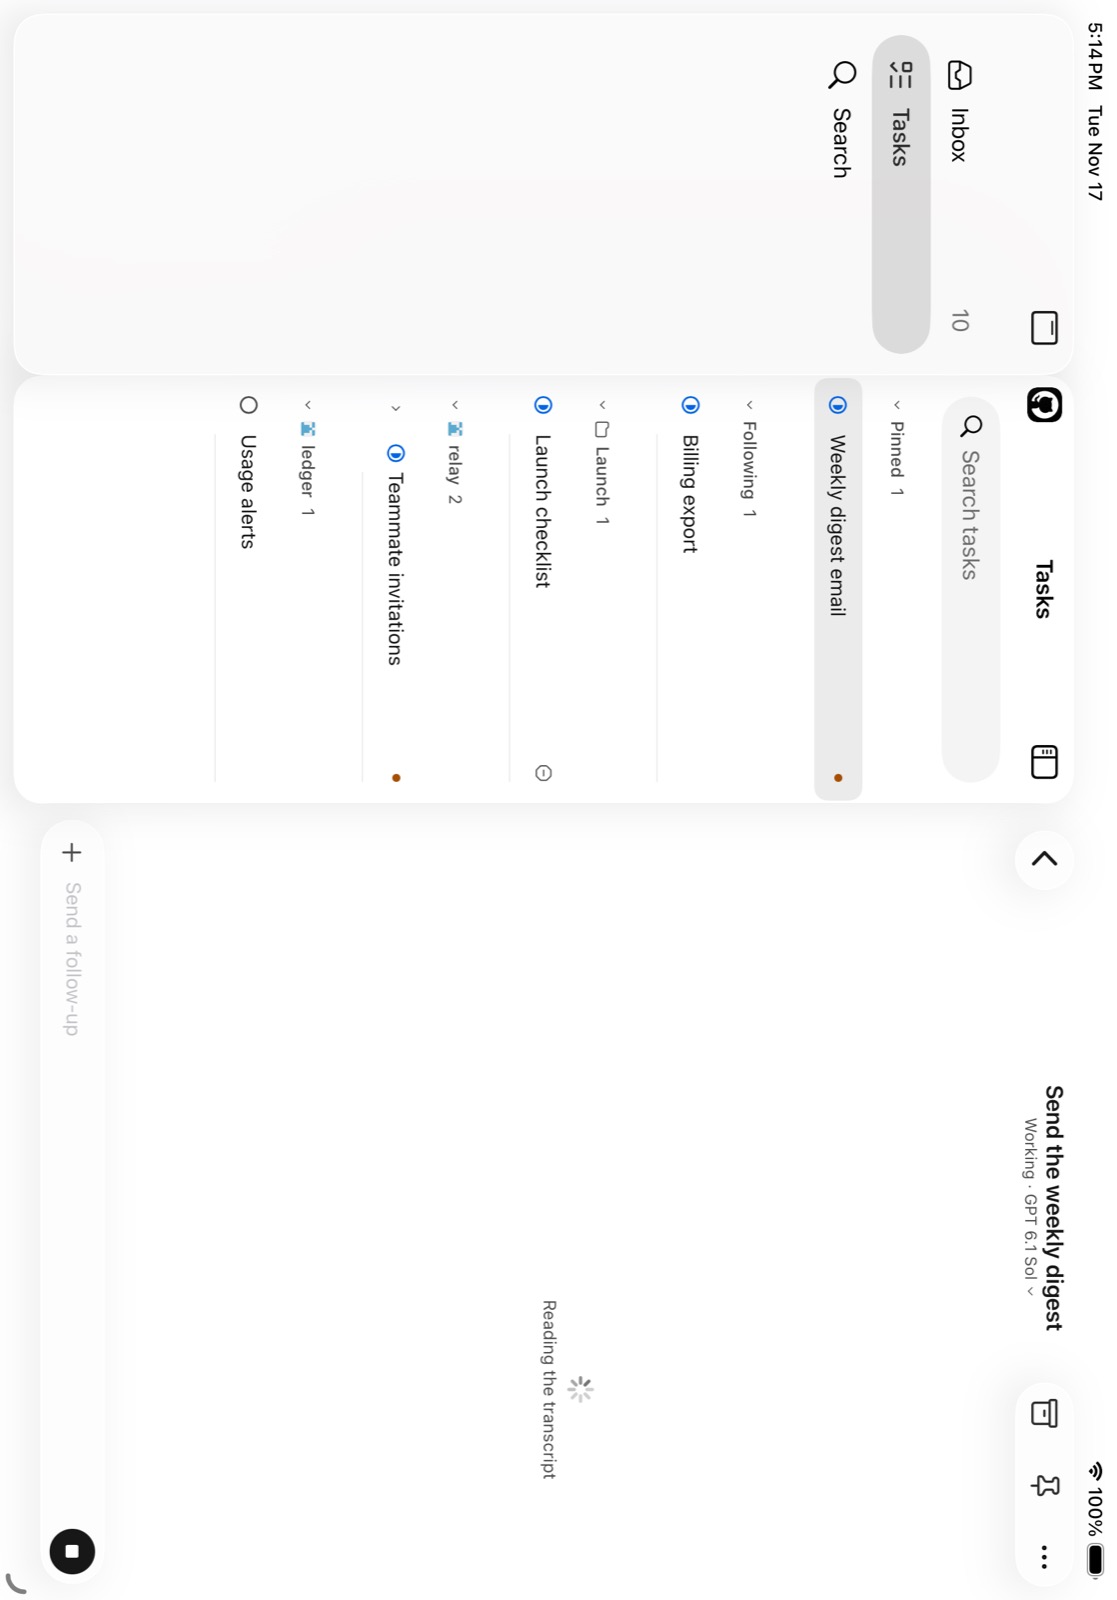 5:14 PM Tue Nov 17
100%
Inbox 10
Tasks
Search
Tasks
Search tasks
Pinned 1
Weekly digest email
Following 1
Billing export
Launch 1
Launch checklist
relay 2
Teammate invitations
ledger 1
Usage alerts
Send the weekly digest
Working · GPT 6.1 Sol
Reading the transcript
Send a follow-up